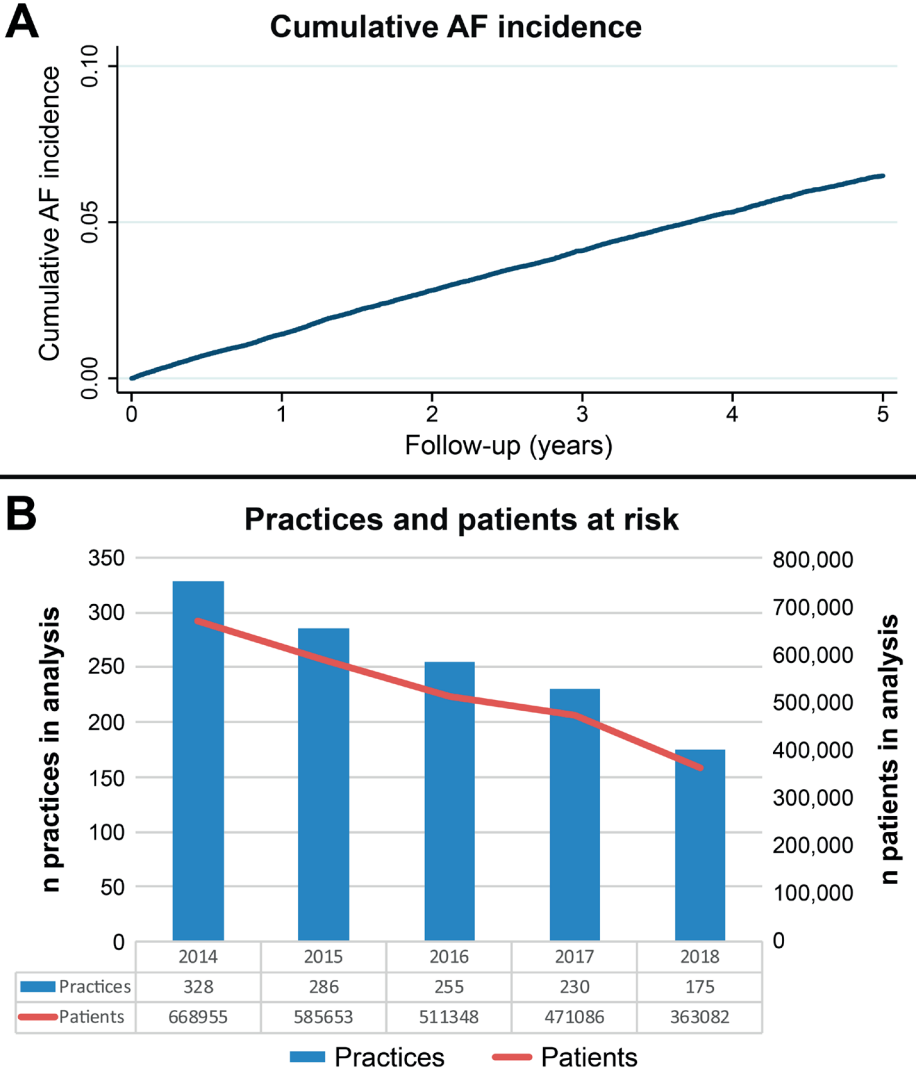 A
Cumulative AF incidence
Cumulative AF incidence
0.10
0.05
0.00
0 1 2 3 4 5
Follow-up (years)
B
Practices and patients at risk
n practices in analysis
350
300
250
200
150
100
50
0
800,000
700,000
600,000
500,000
400,000
300,000
200,000
100,000
0
n patients in analysis
2014 2015 2016 2017 2018
Practices 328 286 255 230 175
Patients 668955 585653 511348 471086 363082
Practices Patients